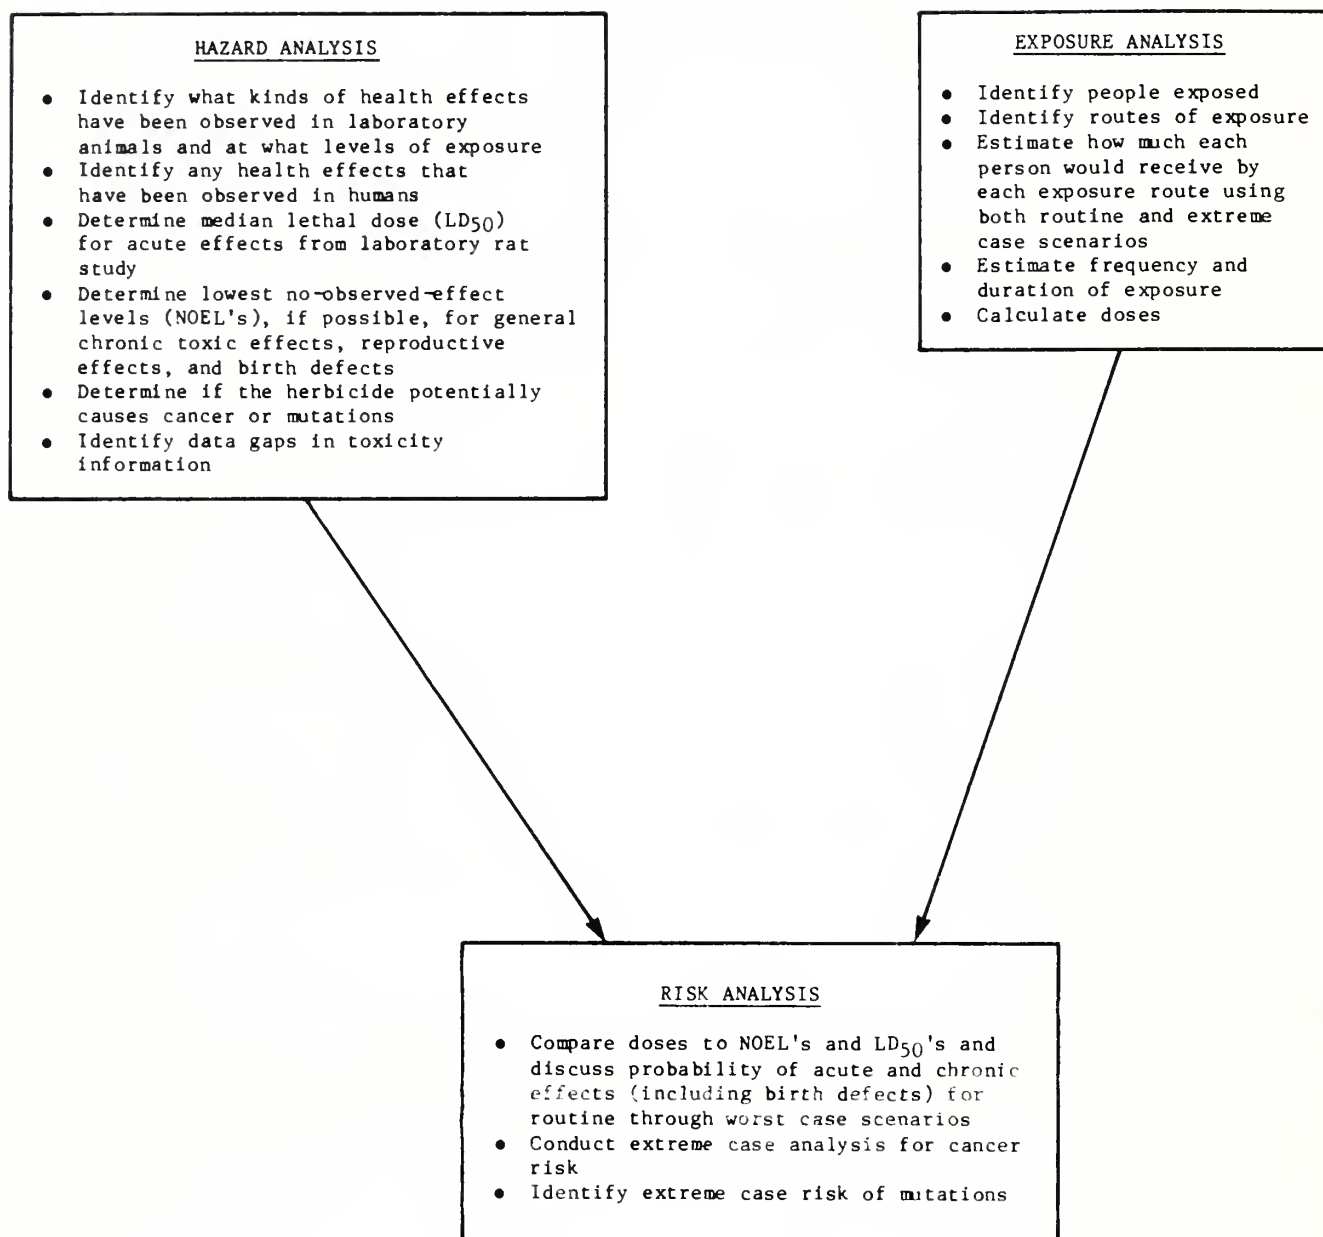 HAZARD ANALYSIS
● Identify what kinds of health effects
have been observed in laboratory
animals and at what levels of exposure
● Identify any health effects that
have been observed in humans
● Determine median lethal dose (LD50)
for acute effects from laboratory rat
study
● Determine lowest no-observed-effect
levels (NOEL's), if possible, for general
chronic toxic effects, reproductive
effects, and birth defects
● Determine if the herbicide potentially
causes cancer or mutations
● Identify data gaps in toxicity
information
EXPOSURE ANALYSIS
● Identify people exposed
● Identify routes of exposure
● Estimate how much each
person would receive by
each exposure route using
both routine and extreme
case scenarios
● Estimate frequency and
duration of exposure
● Calculate doses
RISK ANALYSIS
● Compare doses to NOEL's and LD50's and
discuss probability of acute and chronic
effects (including birth defects) for
routine through worst case scenarios
● Conduct extreme case analysis for cancer
risk
● Identify extreme case risk of mutations